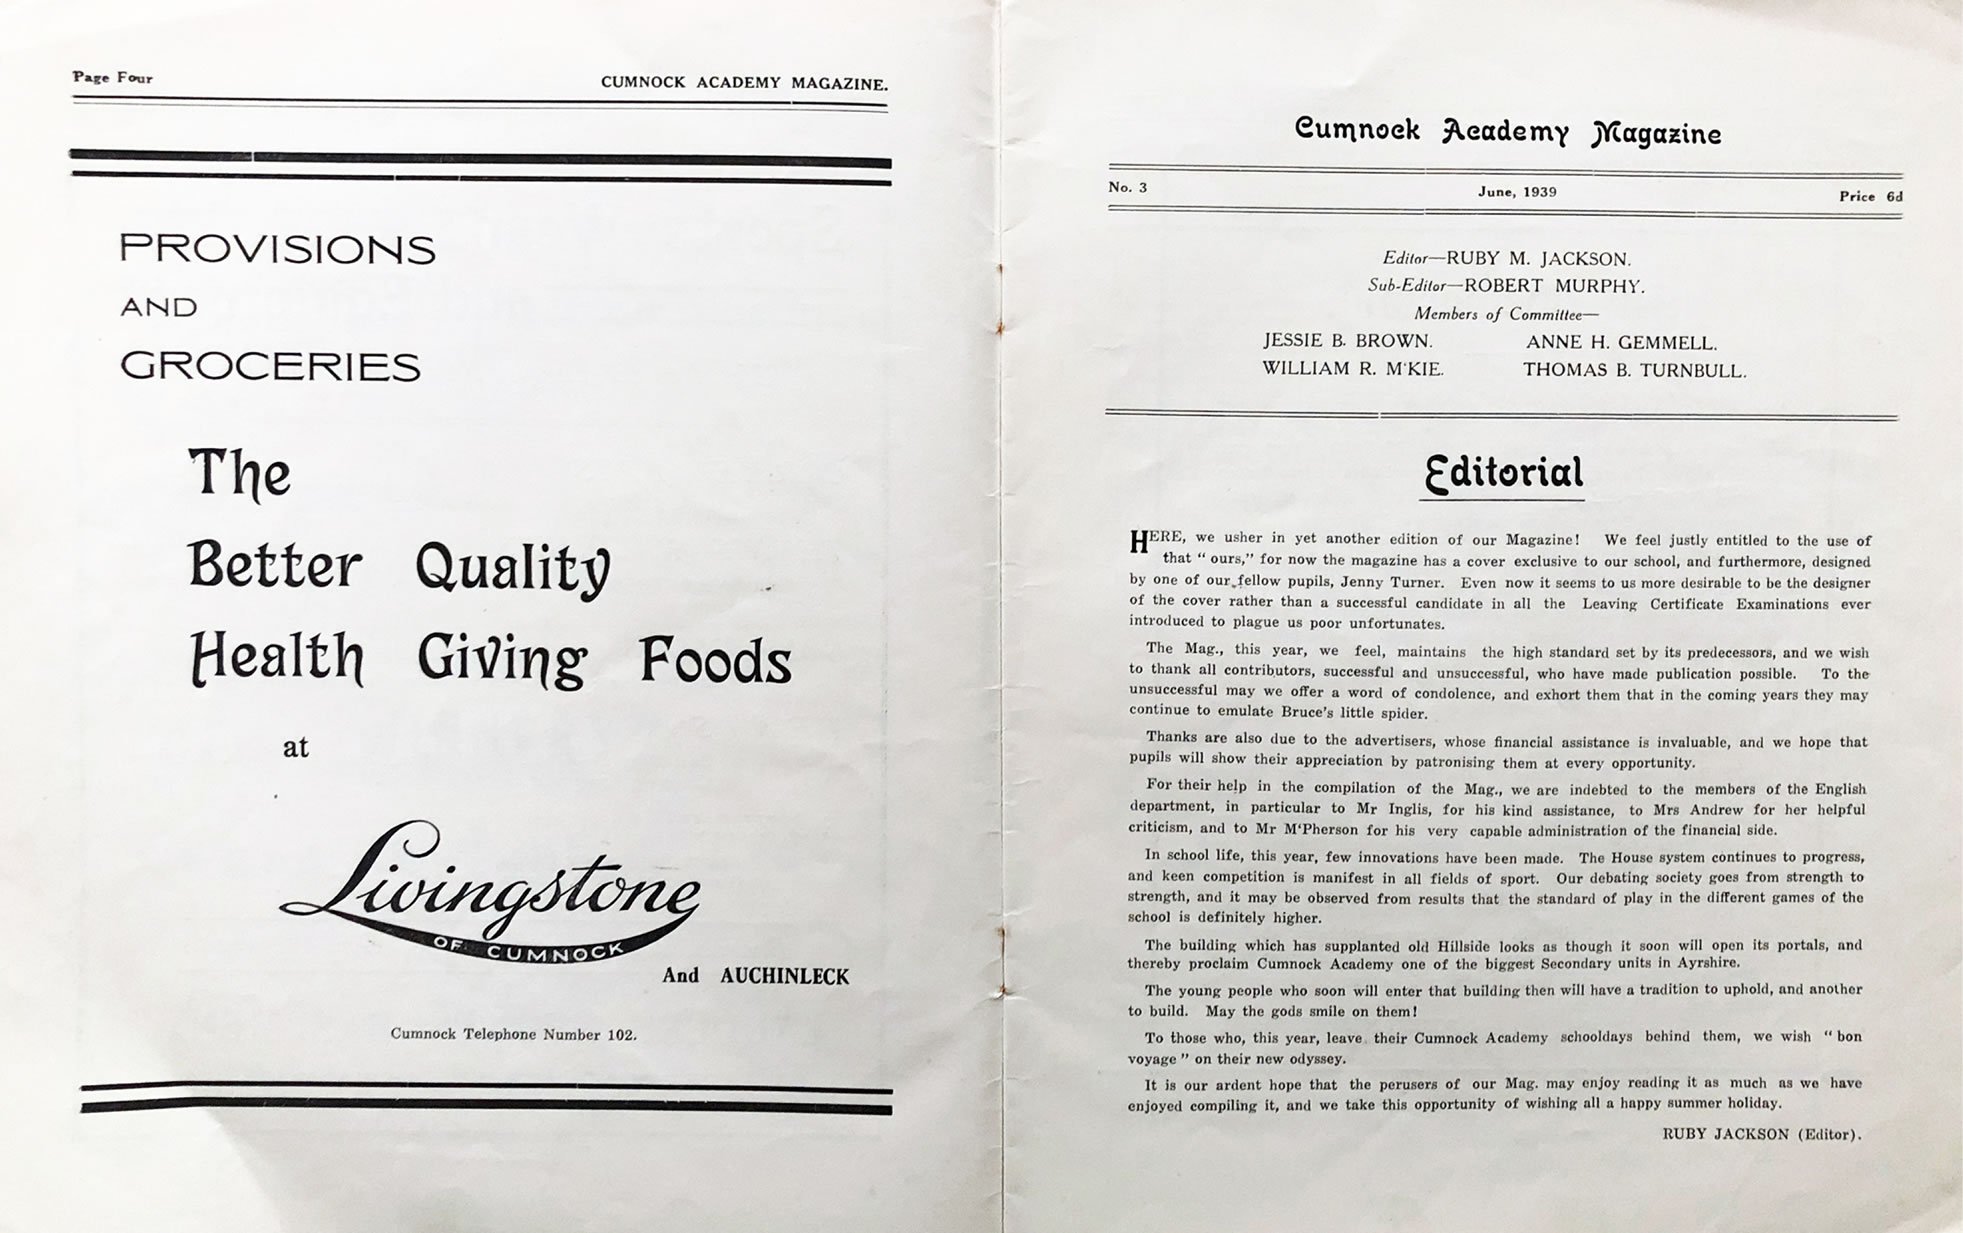 Page Four
CUMNOCK ACADEMY MAGAZINE.
PROVISIONS
AND
GROCERIES
The
Better Quality
Health Giving Foods
at
Livingstone
OF CUMNOCK
And AUCHINLECK
Cumnock Telephone Number 102.
Cumnock Academy Magazine
No. 3
June, 1939
Price 6d
Editor—RUBY M. JACKSON.
Sub-Editor—ROBERT MURPHY.
Members of Committee—
JESSIE B. BROWN. ANNE H. GEMMELL.
WILLIAM R. M'KIE. THOMAS B. TURNBULL.
Editorial
HERE, we usher in yet another edition of our Magazine! We feel justly entitled to the use of
that " ours," for now the magazine has a cover exclusive to our school, and furthermore, designed
by one of our fellow pupils, Jenny Turner. Even now it seems to us more desirable to be the designer
of the cover rather than a successful candidate in all the Leaving Certificate Examinations ever
introduced to plague us poor unfortunates.
The Mag., this year, we feel, maintains the high standard set by its predecessors, and we wish
to thank all contributors, successful and unsuccessful, who have made publication possible. To the
unsuccessful may we offer a word of condolence, and exhort them that in the coming years they may
continue to emulate Bruce's little spider.
Thanks are also due to the advertisers, whose financial assistance is invaluable, and we hope that
pupils will show their appreciation by patronising them at every opportunity.
For their help in the compilation of the Mag., we are indebted to the members of the English
department, in particular to Mr Inglis, for his kind assistance, to Mrs Andrew for her helpful
criticism, and to Mr M'Pherson for his very capable administration of the financial side.
In school life, this year, few innovations have been made. The House system continues to progress,
and keen competition is manifest in all fields of sport. Our debating society goes from strength to
strength, and it may be observed from results that the standard of play in the different games of the
school is definitely higher.
The building which has supplanted old Hillside looks as though it soon will open its portals, and
thereby proclaim Cumnock Academy one of the biggest Secondary units in Ayrshire.
The young people who soon will enter that building then will have a tradition to uphold, and another
to build. May the gods smile on them!
To those who, this year, leave their Cumnock Academy schooldays behind them, we wish " bon
voyage " on their new odyssey.
It is our ardent hope that the perusers of our Mag. may enjoy reading it as much as we have
enjoyed compiling it, and we take this opportunity of wishing all a happy summer holiday.
RUBY JACKSON (Editor).